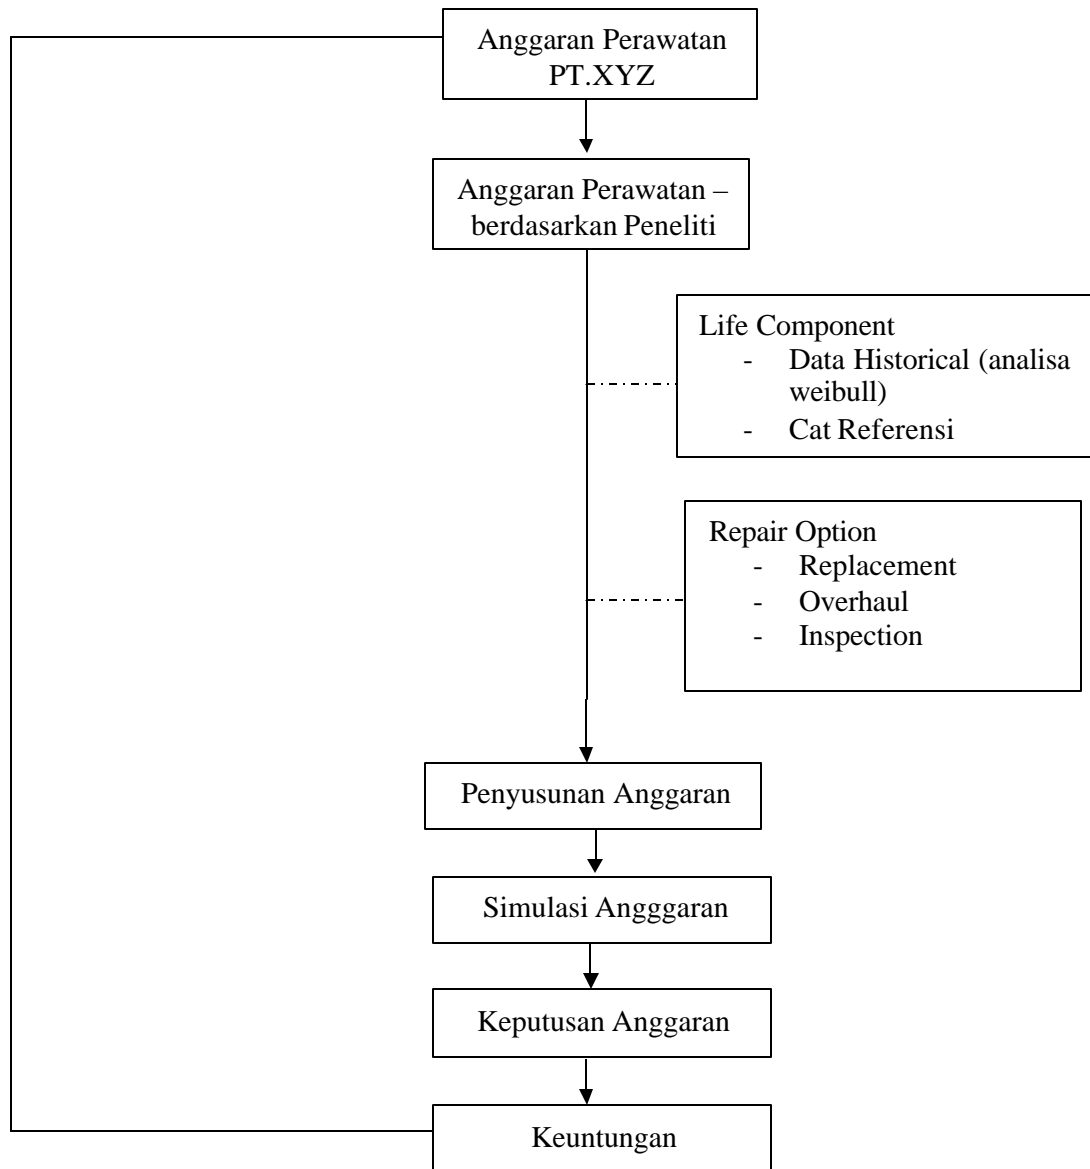 Anggaran Perawatan
PT.XYZ
Anggaran Perawatan –
berdasarkan Peneliti
Life Component
- Data Historical (analisa
weibull)
- Cat Referensi
Repair Option
- Replacement
- Overhaul
- Inspection
Penyusunan Anggaran
Simulasi Angggaran
Keputusan Anggaran
Keuntungan